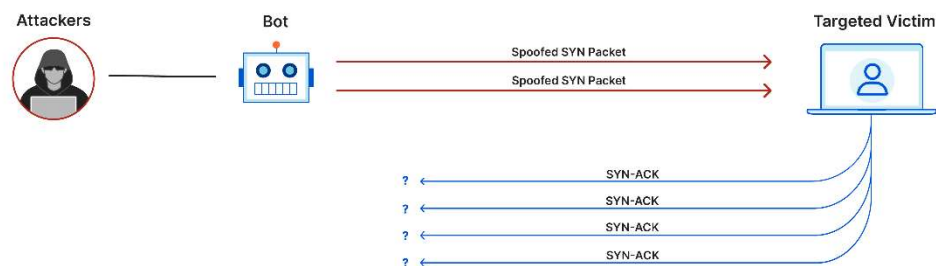 Attackers
Bot
Targeted Victim
Spoofed SYN Packet
Spoofed SYN Packet
? SYN-ACK
? SYN-ACK
? SYN-ACK
? SYN-ACK